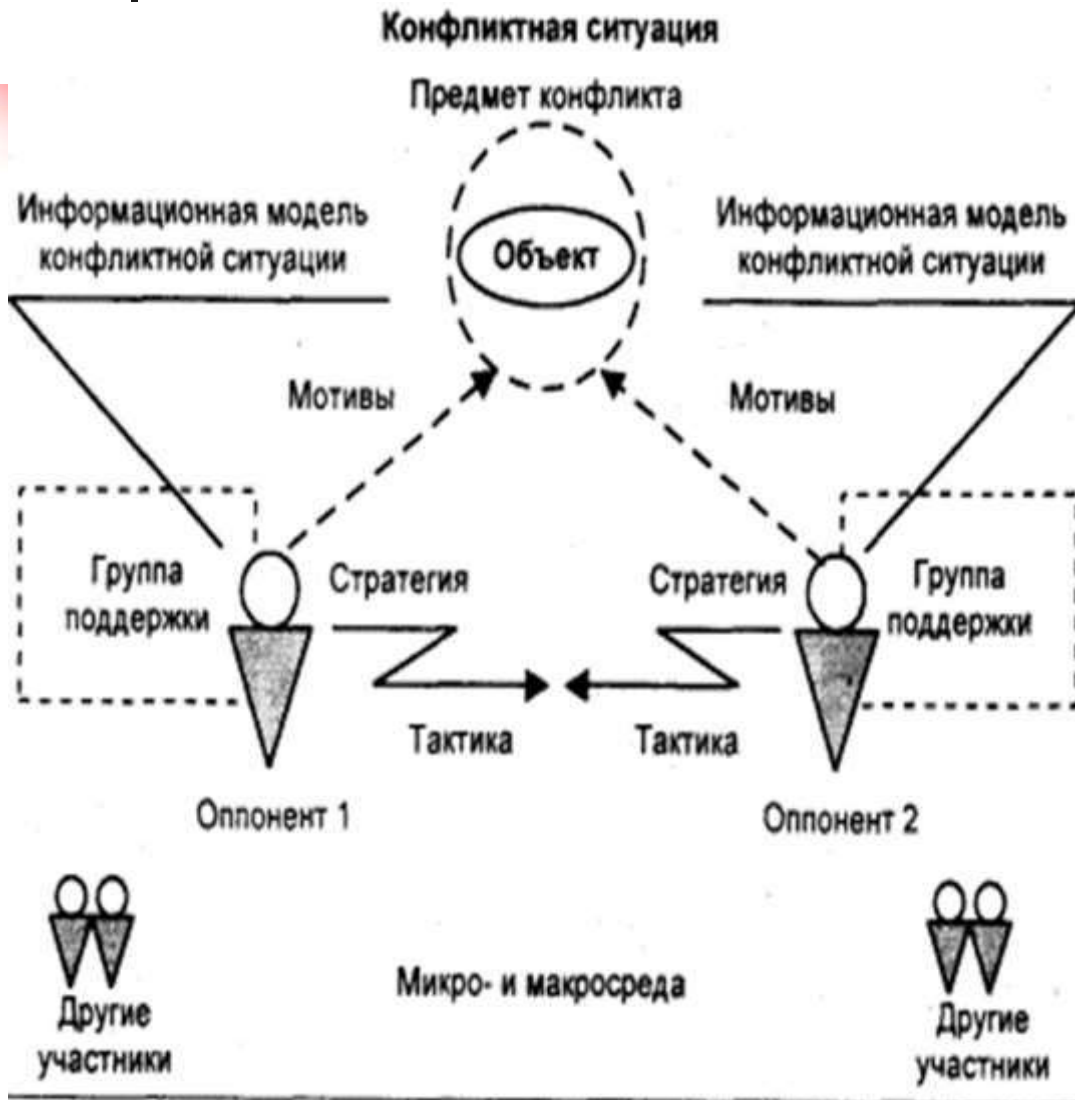 Конфликтная ситуация
Предмет конфликта
Информационная модель
конфликтной ситуации
Объект
Информационная модель
конфликтной ситуации
Мотивы
Мотивы
Группа
поддержки
Стратегия
Стратегия
Группа
поддержки
Тактика
Тактика
Оппонент 1
Оппонент 2
Микро- и макросреда
Другие
участники
Другие
участники